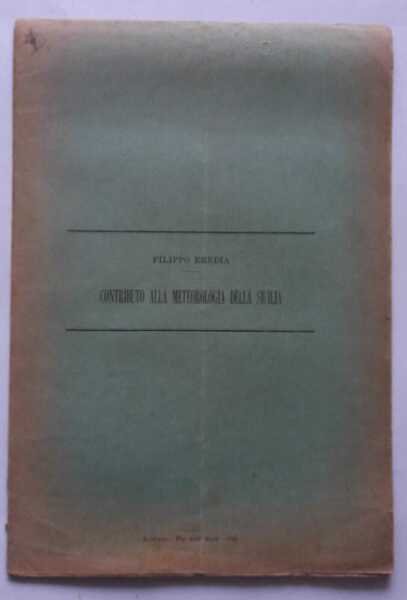 FILIPPO EREDIA
CONTRIBUTO ALLA METEOROLOGIA DELLA SICILIA